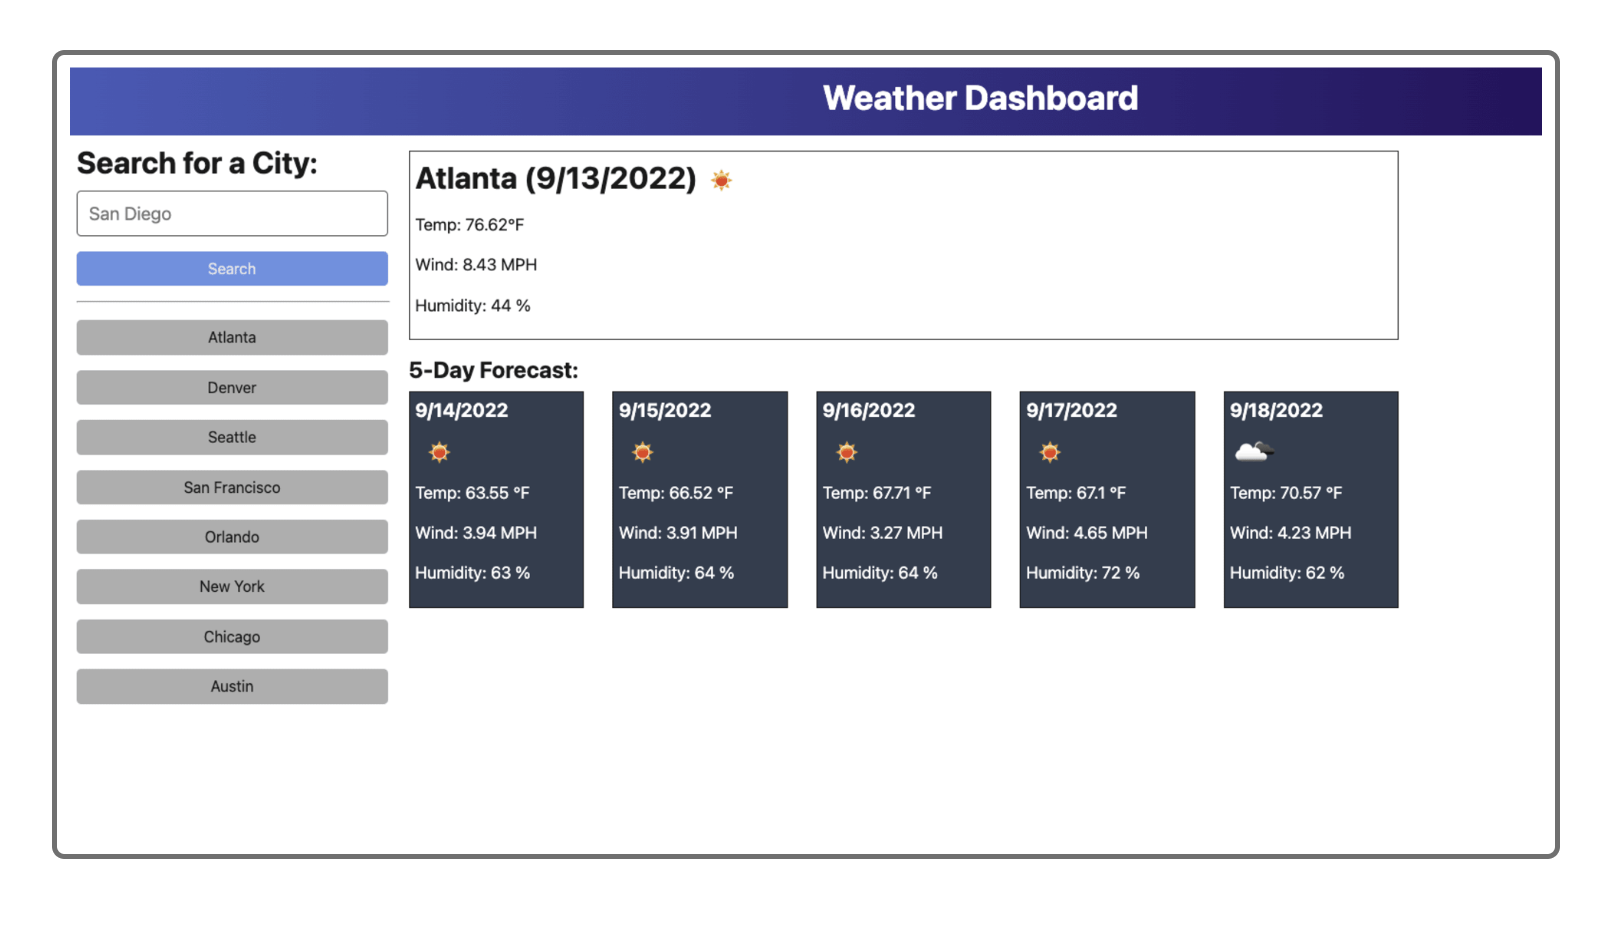 Weather Dashboard
Search for a City:
San Diego
Search
Atlanta
Denver
Seattle
San Francisco
Orlando
New York
Chicago
Austin
Atlanta (9/13/2022)
Temp: 76.62°F
Wind: 8.43 MPH
Humidity: 44 %
5-Day Forecast:
9/14/2022
Temp: 63.55 °F
Wind: 3.94 MPH
Humidity: 63 %
9/15/2022
Temp: 66.52 °F
Wind: 3.91 MPH
Humidity: 64 %
9/16/2022
Temp: 67.71 °F
Wind: 3.27 MPH
Humidity: 64 %
9/17/2022
Temp: 67.1 °F
Wind: 4.65 MPH
Humidity: 72 %
9/18/2022
Temp: 70.57 °F
Wind: 4.23 MPH
Humidity: 62 %